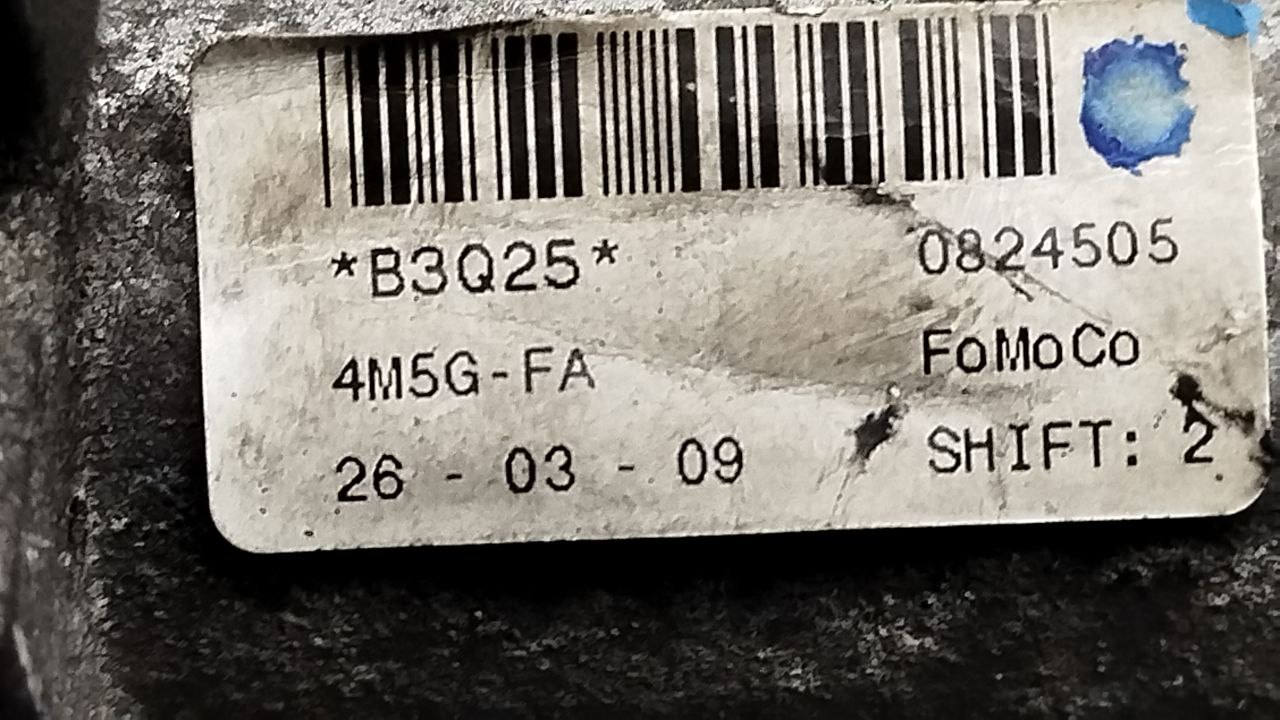 *B3Q25* 0824505
4M5G-FA FoMoCo
26 - 03 - 09 SHIFT: 2